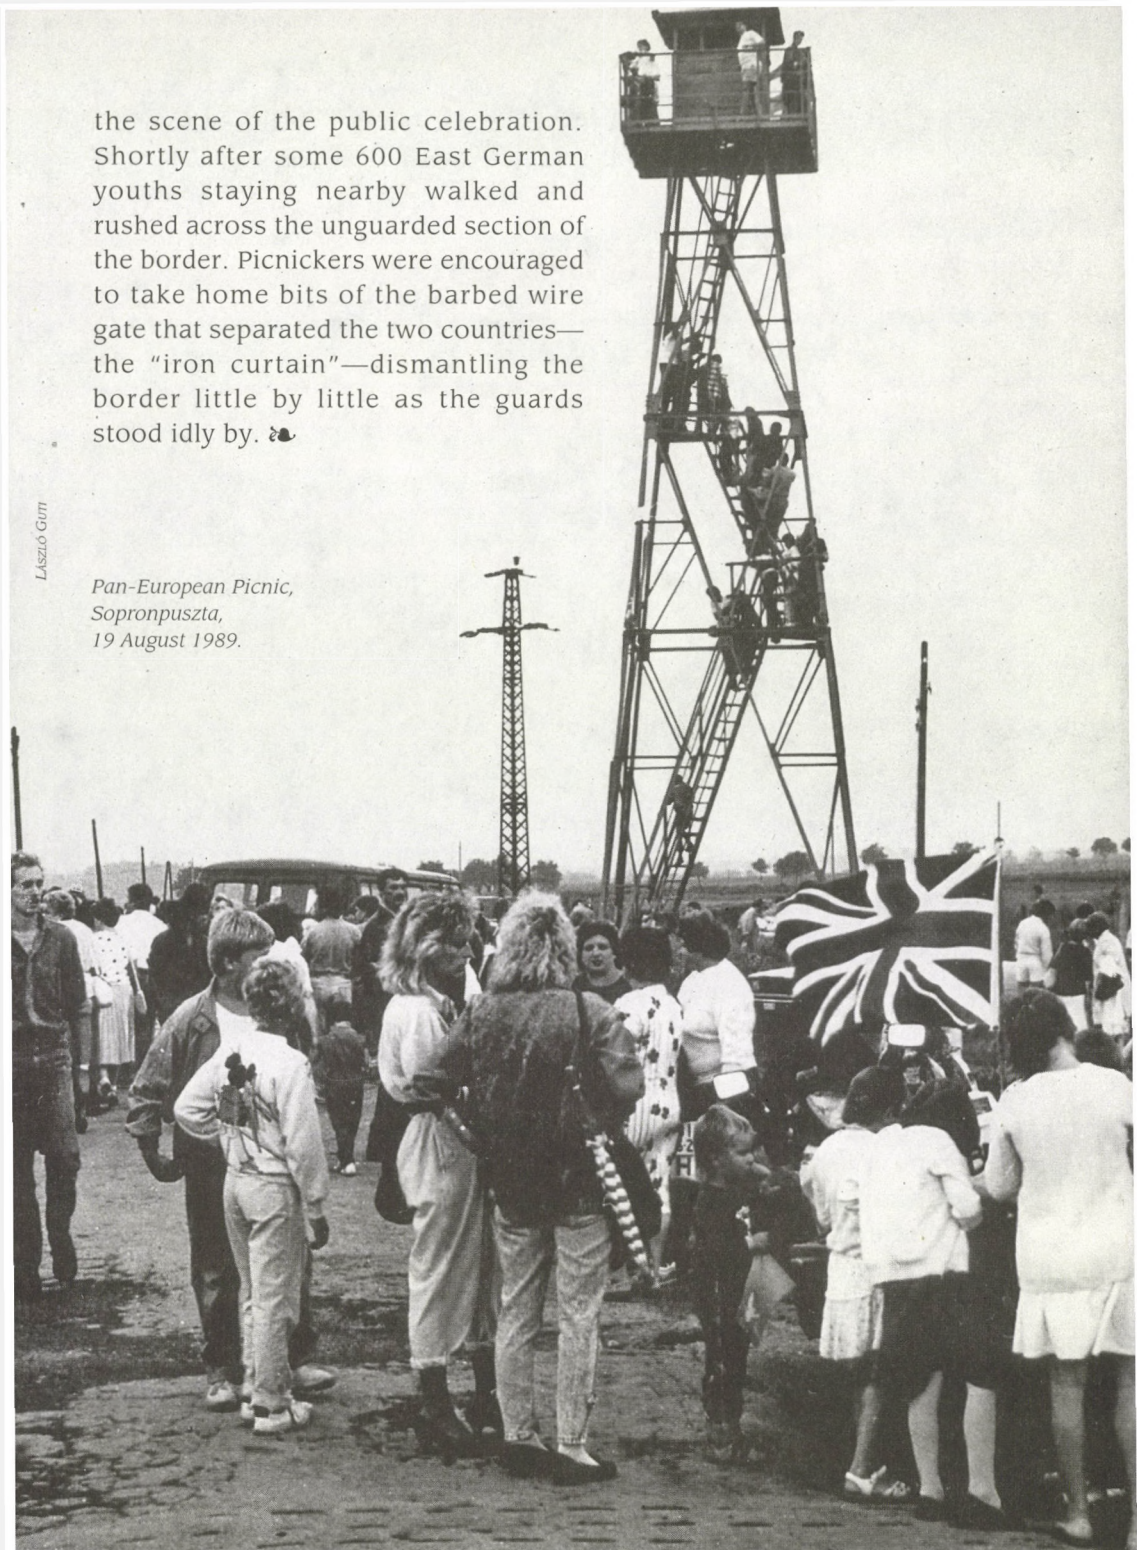 the scene of the public celebration.
Shortly after some 600 East German
youths staying nearby walked and
rushed across the unguarded section of
the border. Picnickers were encouraged
to take home bits of the barbed wire
gate that separated the two countries—
the “iron curtain”—dismantling the
border little by little as the guards
stood idly by. ❧
László Guti
Pan-European Picnic,
Sopronpuszta,
19 August 1989.